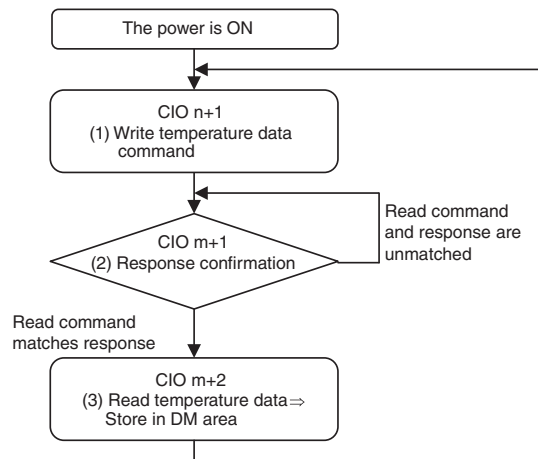 The power is ON
CIO n+1
(1) Write temperature data
command
CIO m+1
(2) Response confirmation
Read command
and response are
unmatched
Read command
matches response
CIO m+2
(3) Read temperature data⇒
Store in DM area